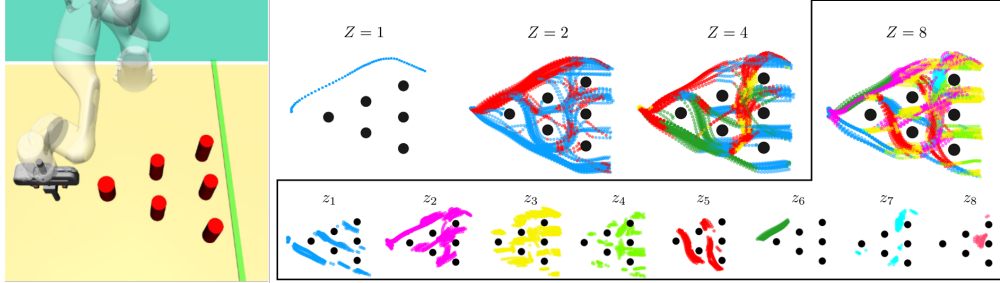 Z = 1
Z = 2
Z = 4
Z = 8
z₁
z₂
z₃
z₄
z₅
z₆
z₇
z₈